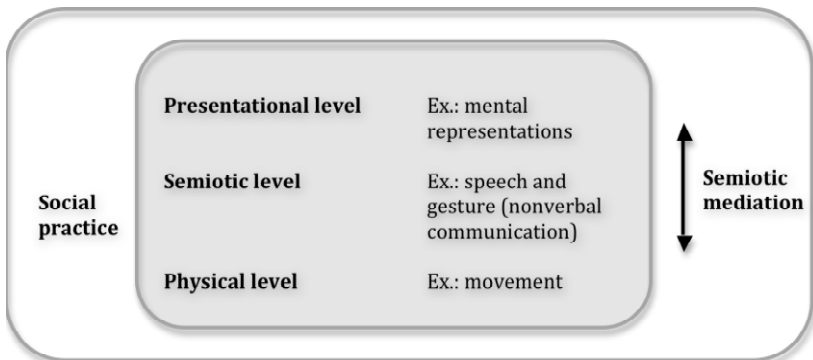 Presentational level Ex.: mental
representations
Semiotic level Ex.: speech and
gesture (nonverbal
communication)
Physical level Ex.: movement
Social
practice
Semiotic
mediation